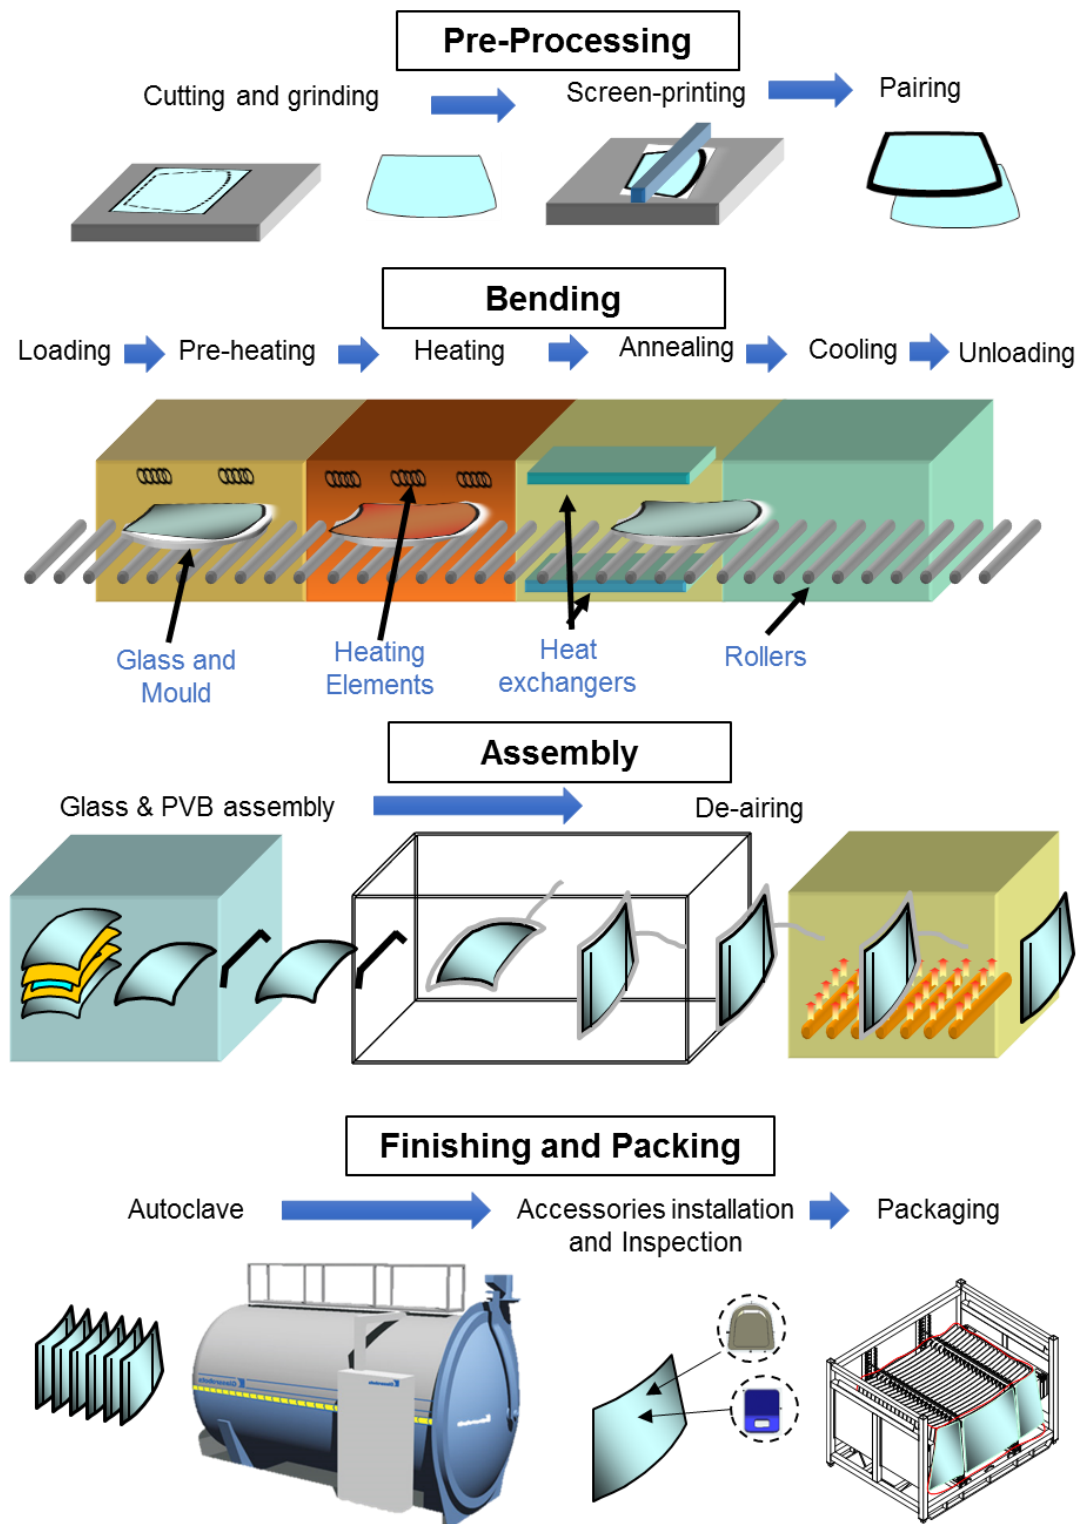 Pre-Processing
Cutting and grinding
Screen-printing
Pairing
Bending
Loading
Pre-heating
Heating
Annealing
Cooling
Unloading
Glass and
Mould
Heating
Elements
Heat
exchangers
Rollers
Assembly
Glass & PVB assembly
De-airing
Finishing and Packing
Autoclave
Accessories installation
and Inspection
Packaging